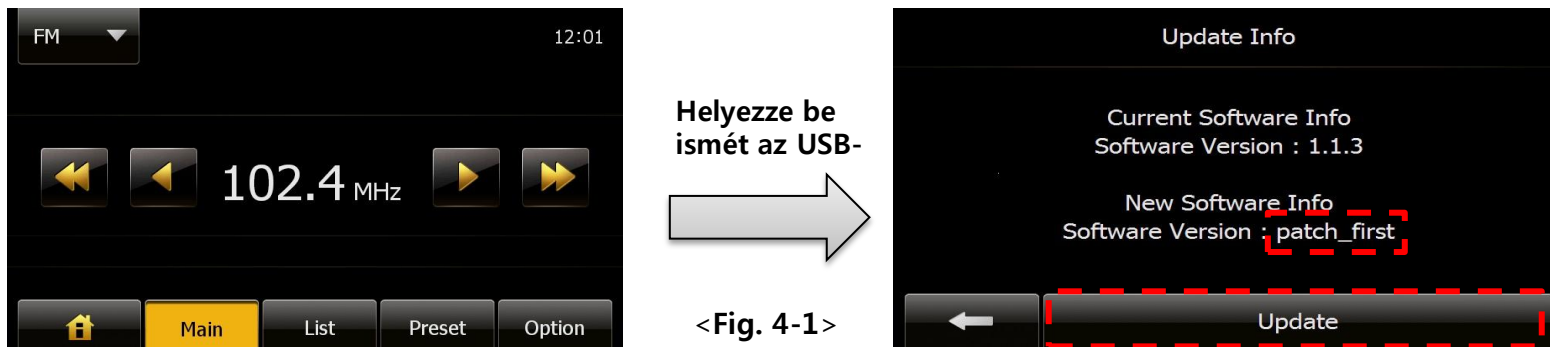 FM
12:01
102.4 MHz
Main
List
Preset
Option
Helyezze be
ismét az USB-
<Fig. 4-1>
Update Info
Current Software Info
Software Version : 1.1.3
New Software Info
Software Version : patch_first
Update